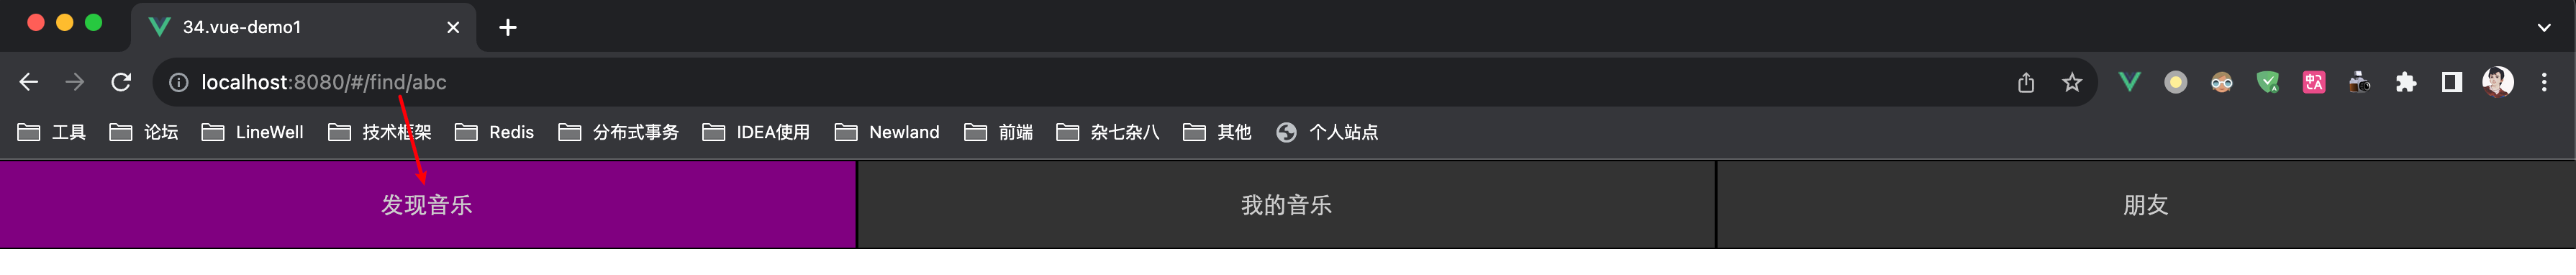 34.vue-demo1
localhost:8080/#/find/abc
工具 论坛 LineWell 技术框架 Redis 分布式事务 IDEA使用 Newland 前端 杂七杂八 其他 个人站点
发现音乐 我的音乐 朋友